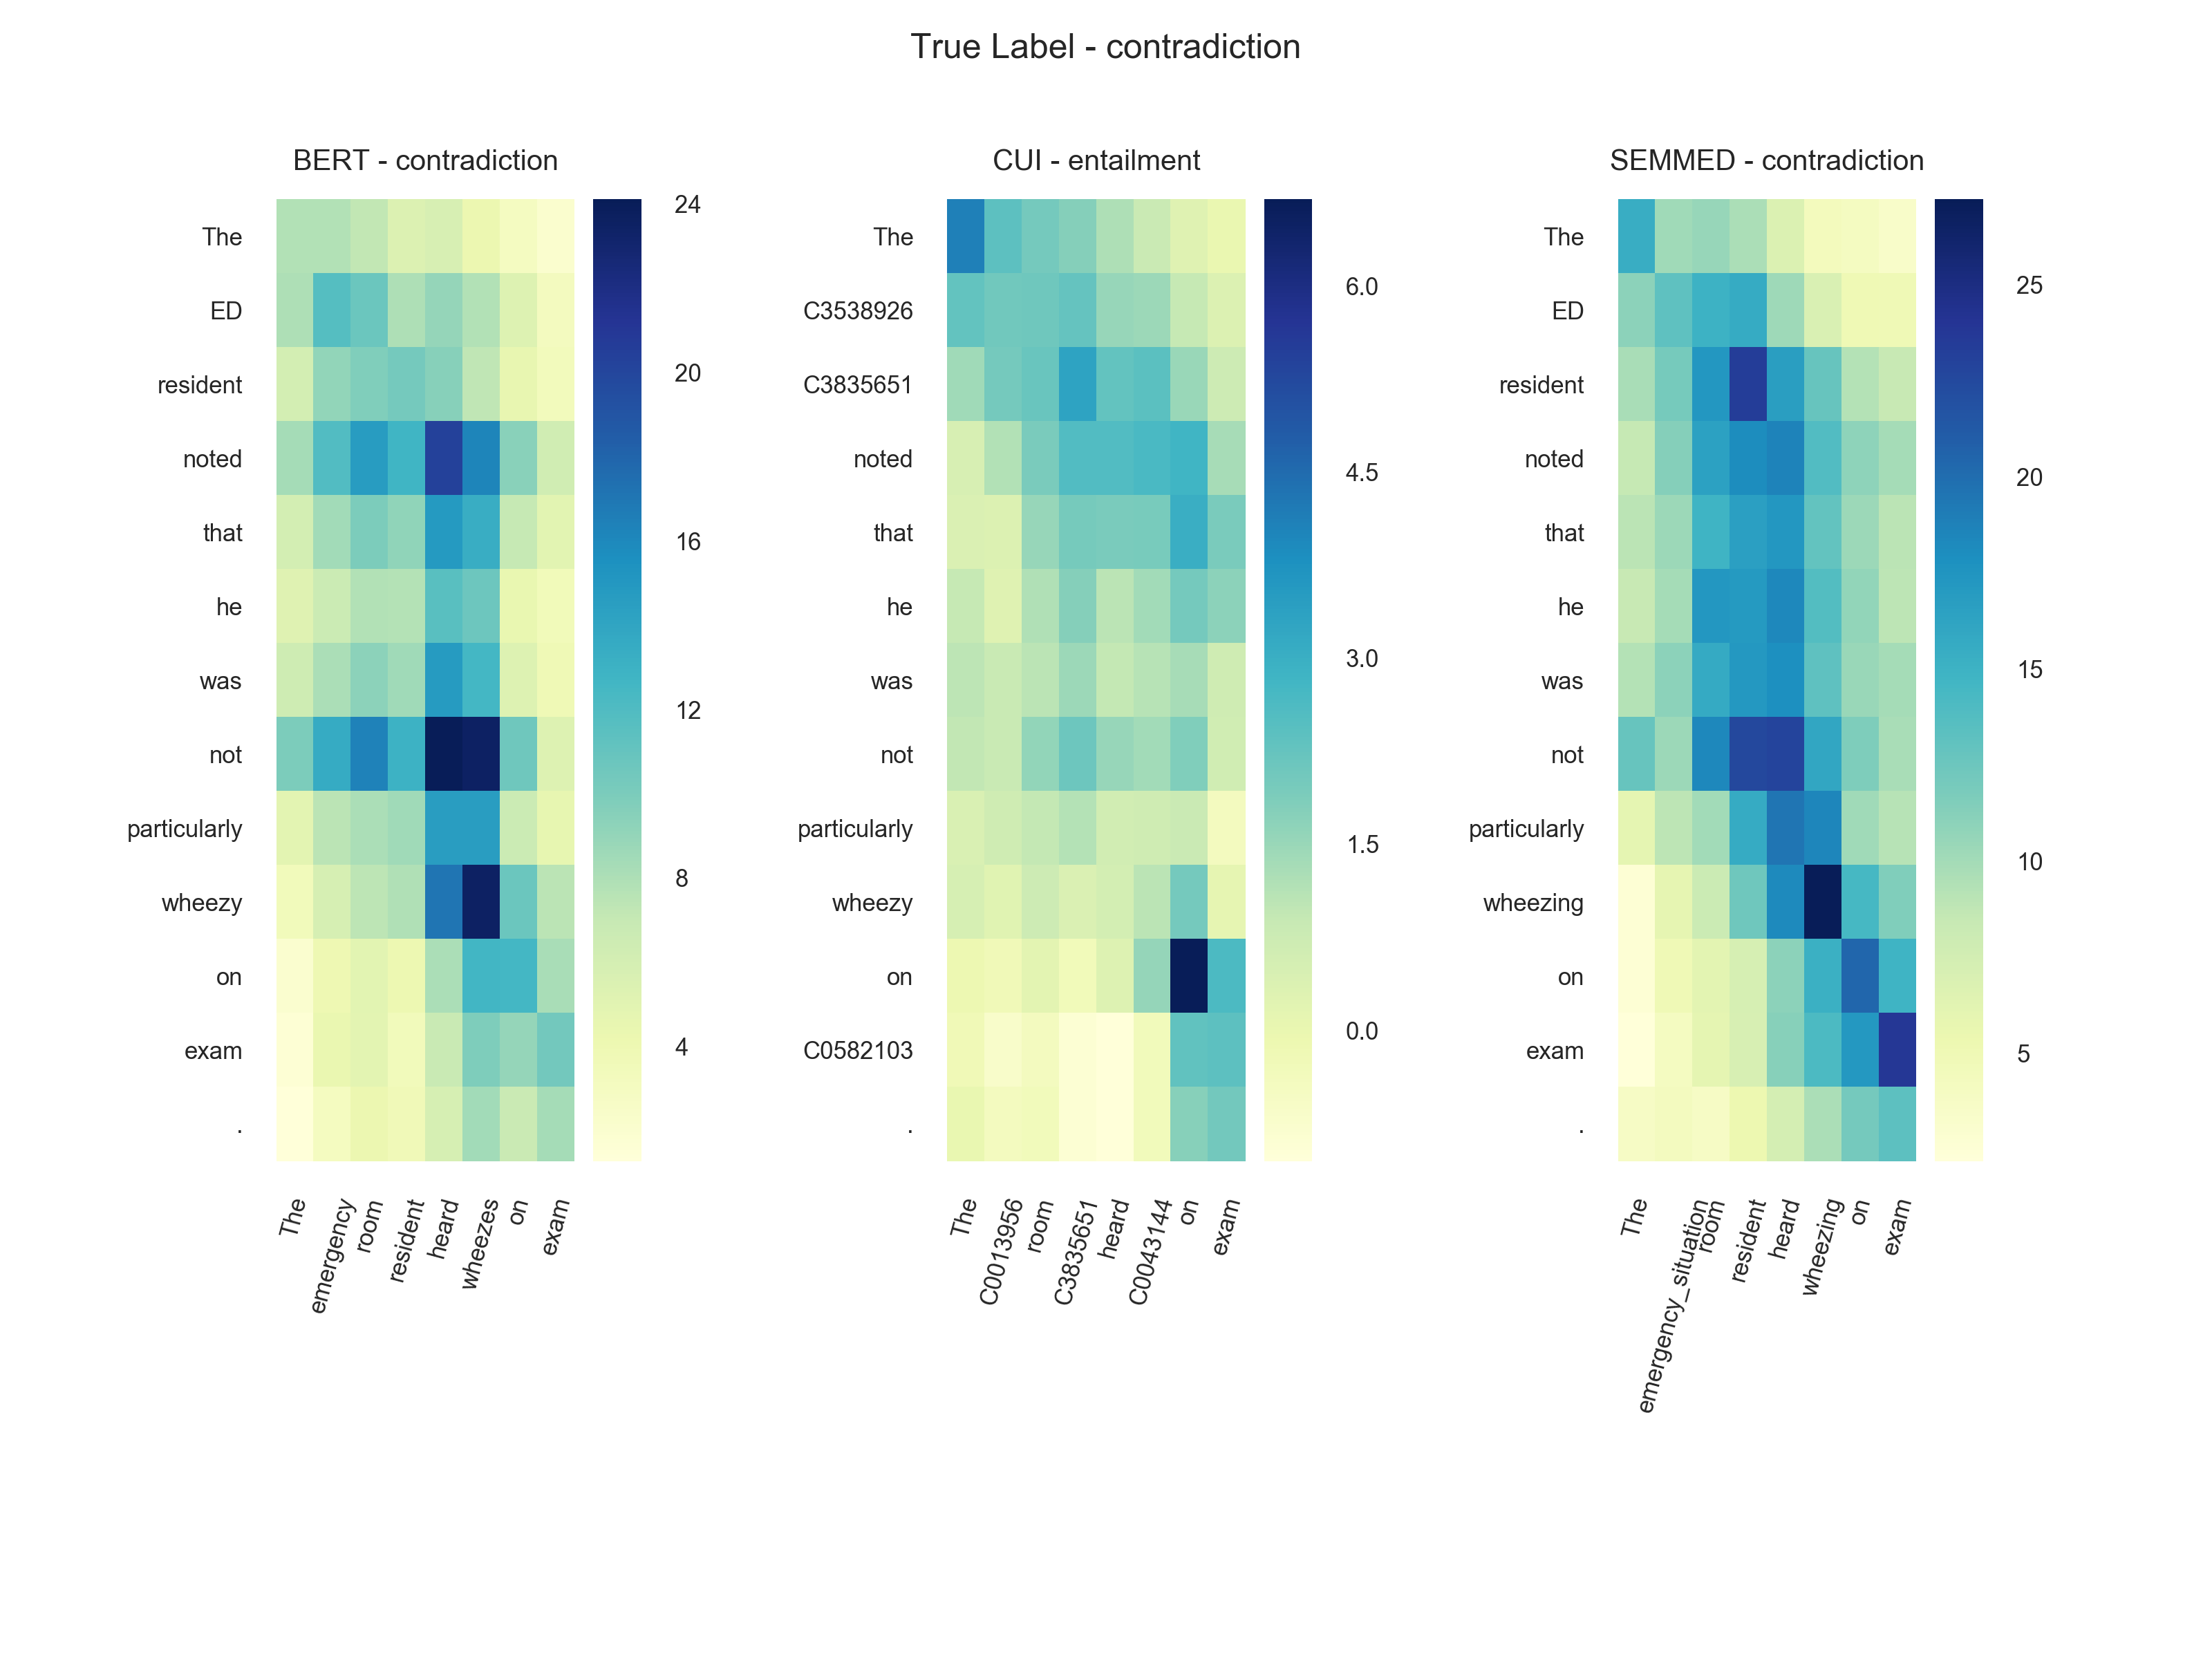 True Label - contradiction
BERT - contradiction
The
ED
resident
noted
that
he
was
not
particularly
wheezy
on
exam
.
The
emergency
room
resident
heard
wheezes
on
exam
24
20
16
12
8
4
CUI - entailment
The
C3538926
C3835651
noted
that
he
was
not
particularly
wheezy
on
C0582103
.
The
C0013956
room
C3835651
heard
C0043144
on
exam
6.0
4.5
3.0
1.5
0.0
SEMMED - contradiction
The
ED
resident
noted
that
he
was
not
particularly
wheezing
on
exam
.
The
emergency_situation
room
resident
heard
wheezing
on
exam
25
20
15
10
5